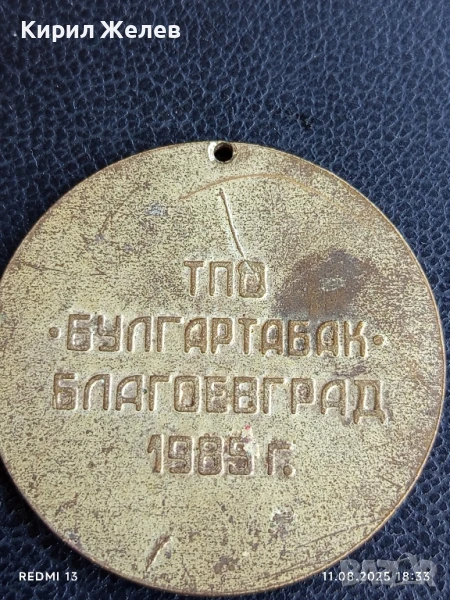 Кирил Желев
ТПО
·БУЛГАРТАБАК·
БЛАГОЕВГРАД
1985 г.
REDMI 13
11.08.2025 18:33